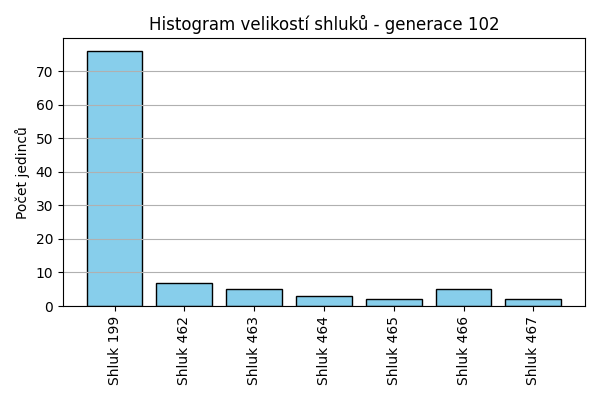 Histogram velikostí shluků - generace 102
Počet jedinců
70
60
50
40
30
20
10
0
Shluk 199
Shluk 462
Shluk 463
Shluk 464
Shluk 465
Shluk 466
Shluk 467